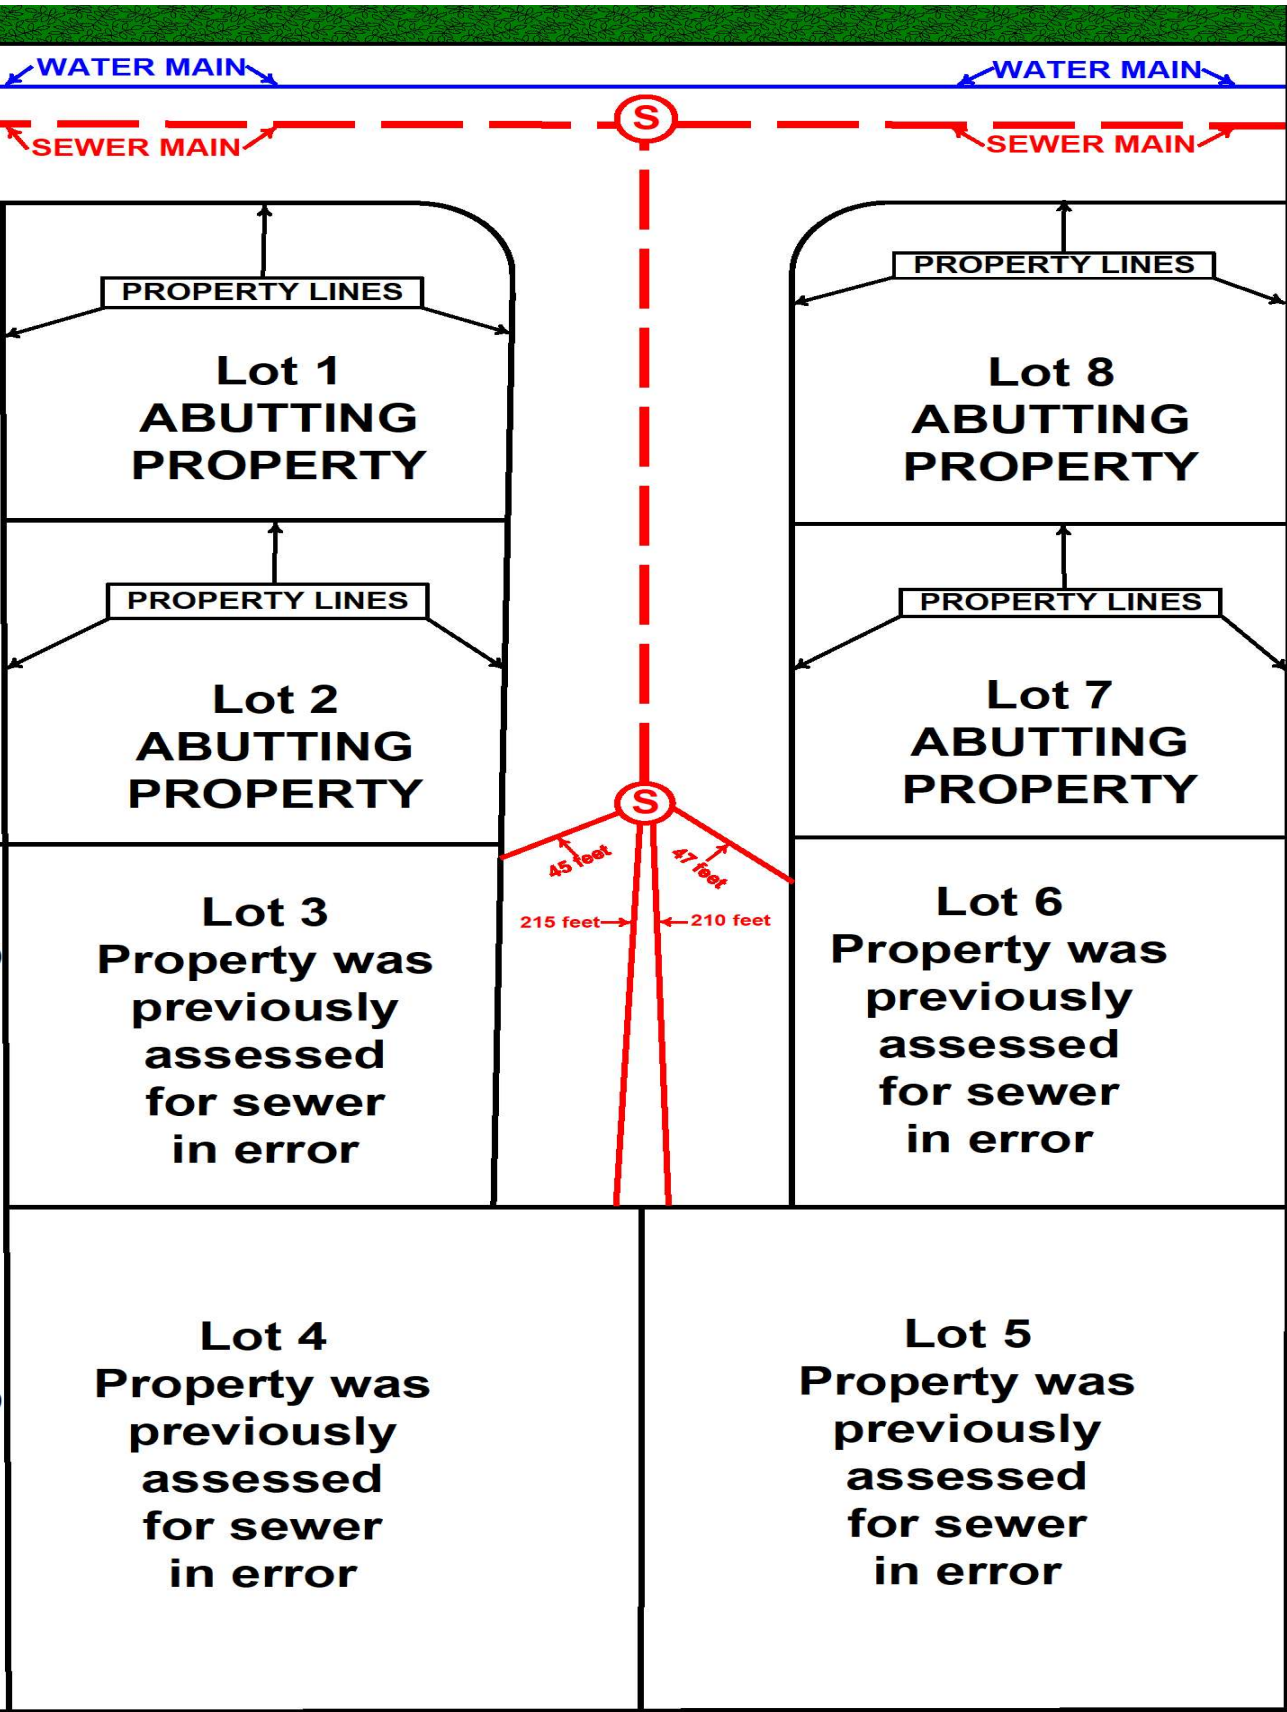 WATER MAIN
WATER MAIN
S
SEWER MAIN
SEWER MAIN
PROPERTY LINES
PROPERTY LINES
Lot 1
ABUTTING
PROPERTY
Lot 8
ABUTTING
PROPERTY
PROPERTY LINES
PROPERTY LINES
Lot 2
ABUTTING
PROPERTY
Lot 7
ABUTTING
PROPERTY
S
45 feet
47 feet
215 feet
210 feet
Lot 3
Property was
previously
assessed
for sewer
in error
Lot 6
Property was
previously
assessed
for sewer
in error
Lot 4
Property was
previously
assessed
for sewer
in error
Lot 5
Property was
previously
assessed
for sewer
in error